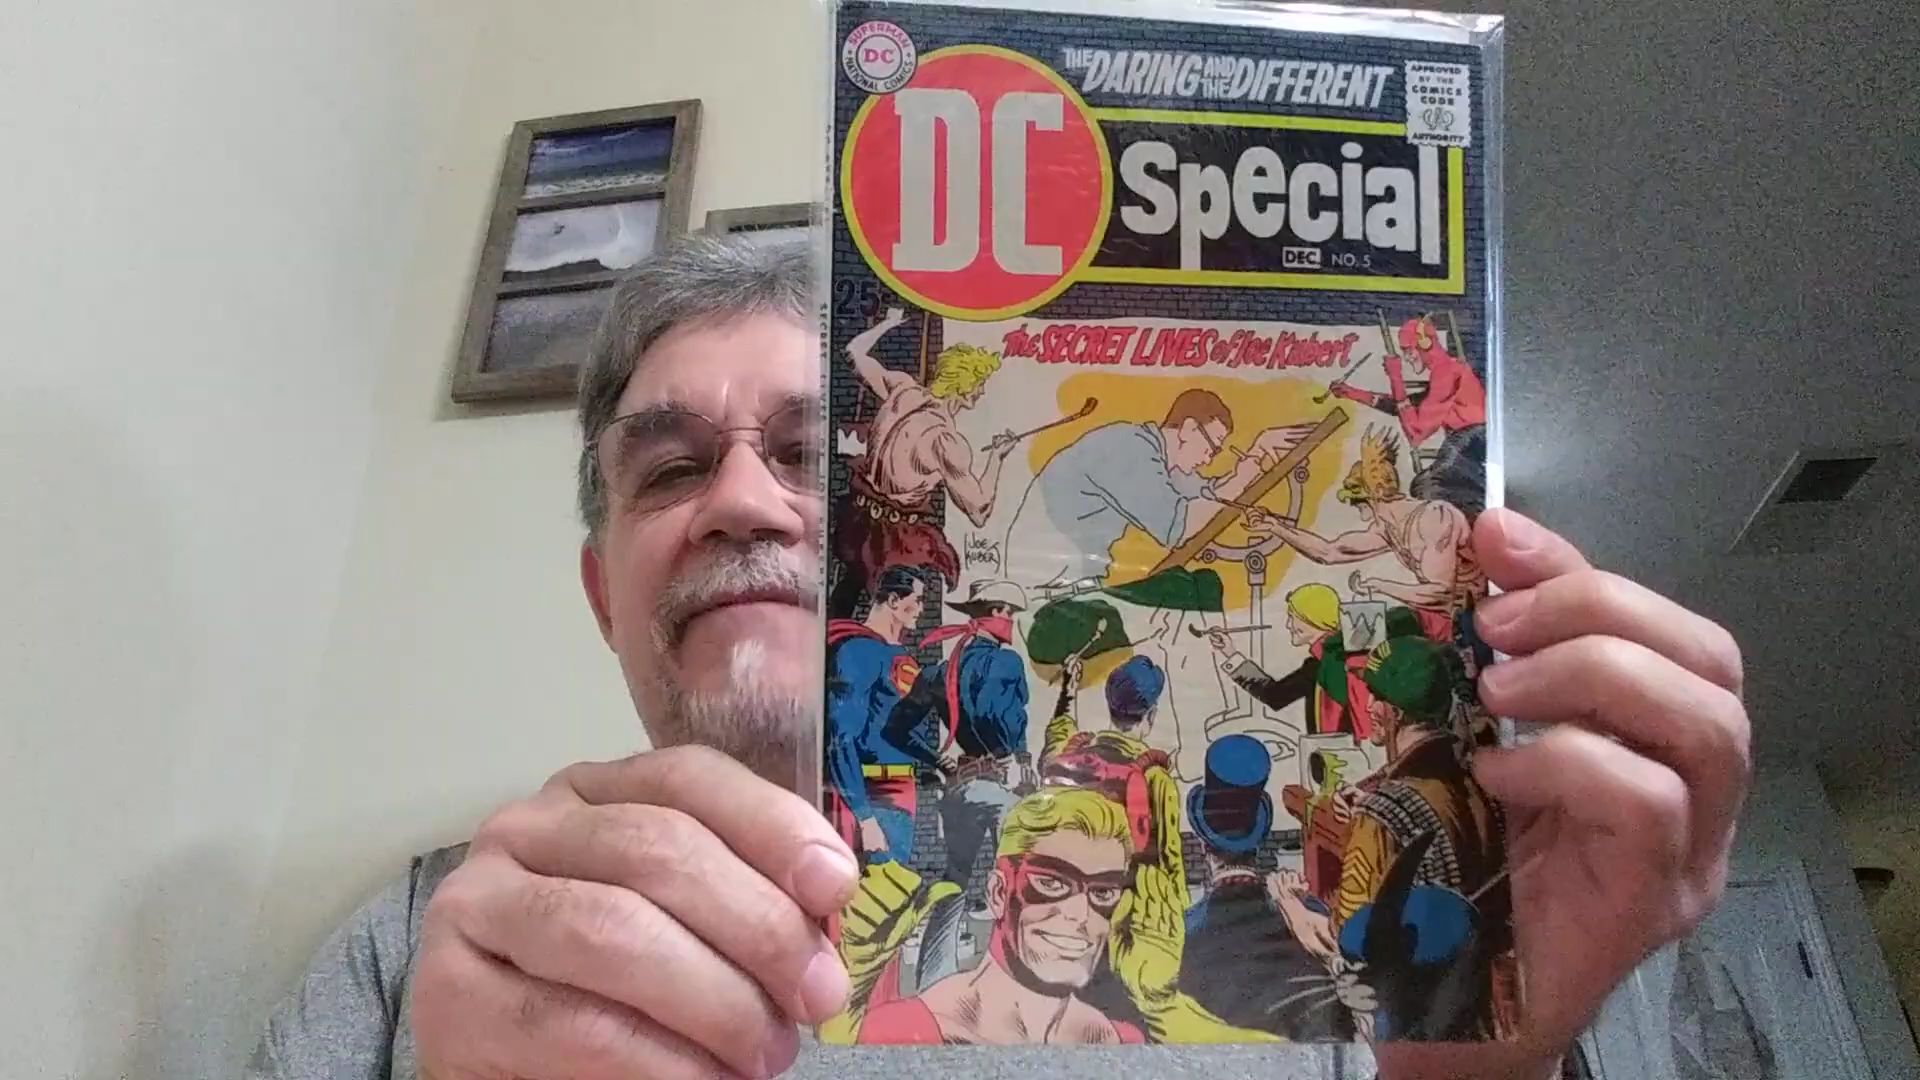 SUPERMAN
DC
NATIONAL COMICS
THE DARING AND THE DIFFERENT
APPROVED
BY THE
COMICS
CODE
AUTHORITY
DC
Special
DEC. NO. 5
25¢
The SECRET LIVES of Joe Kubert
JOE
KUBERT